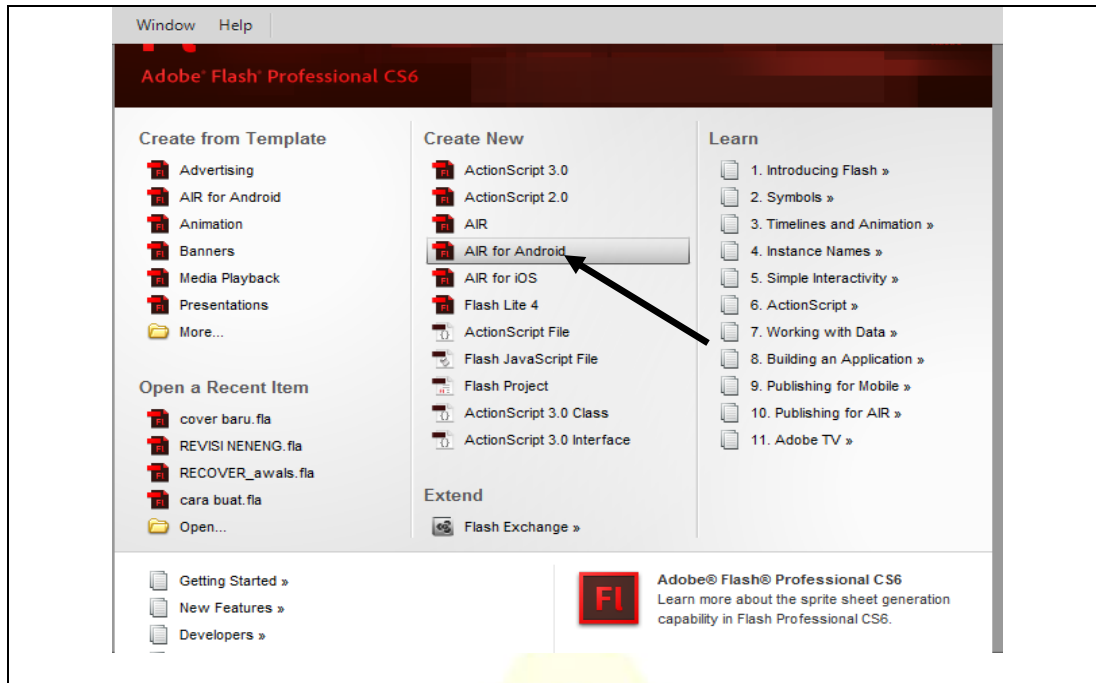 Window Help
Adobe® Flash® Professional CS6
Create from Template
Advertising
AIR for Android
Animation
Banners
Media Playback
Presentations
More...
Open a Recent Item
cover baru.fla
REVISI NENENG.fla
RECOVER_awals.fla
cara buat.fla
Open...
Create New
ActionScript 3.0
ActionScript 2.0
AIR
AIR for Android
AIR for iOS
Flash Lite 4
ActionScript File
Flash JavaScript File
Flash Project
ActionScript 3.0 Class
ActionScript 3.0 Interface
Extend
Flash Exchange »
Learn
1. Introducing Flash »
2. Symbols »
3. Timelines and Animation »
4. Instance Names »
5. Simple Interactivity »
6. ActionScript »
7. Working with Data »
8. Building an Application »
9. Publishing for Mobile »
10. Publishing for AIR »
11. Adobe TV »
Getting Started »
New Features »
Developers »
Fl
Adobe® Flash® Professional CS6
Learn more about the sprite sheet generation
capability in Flash Professional CS6.